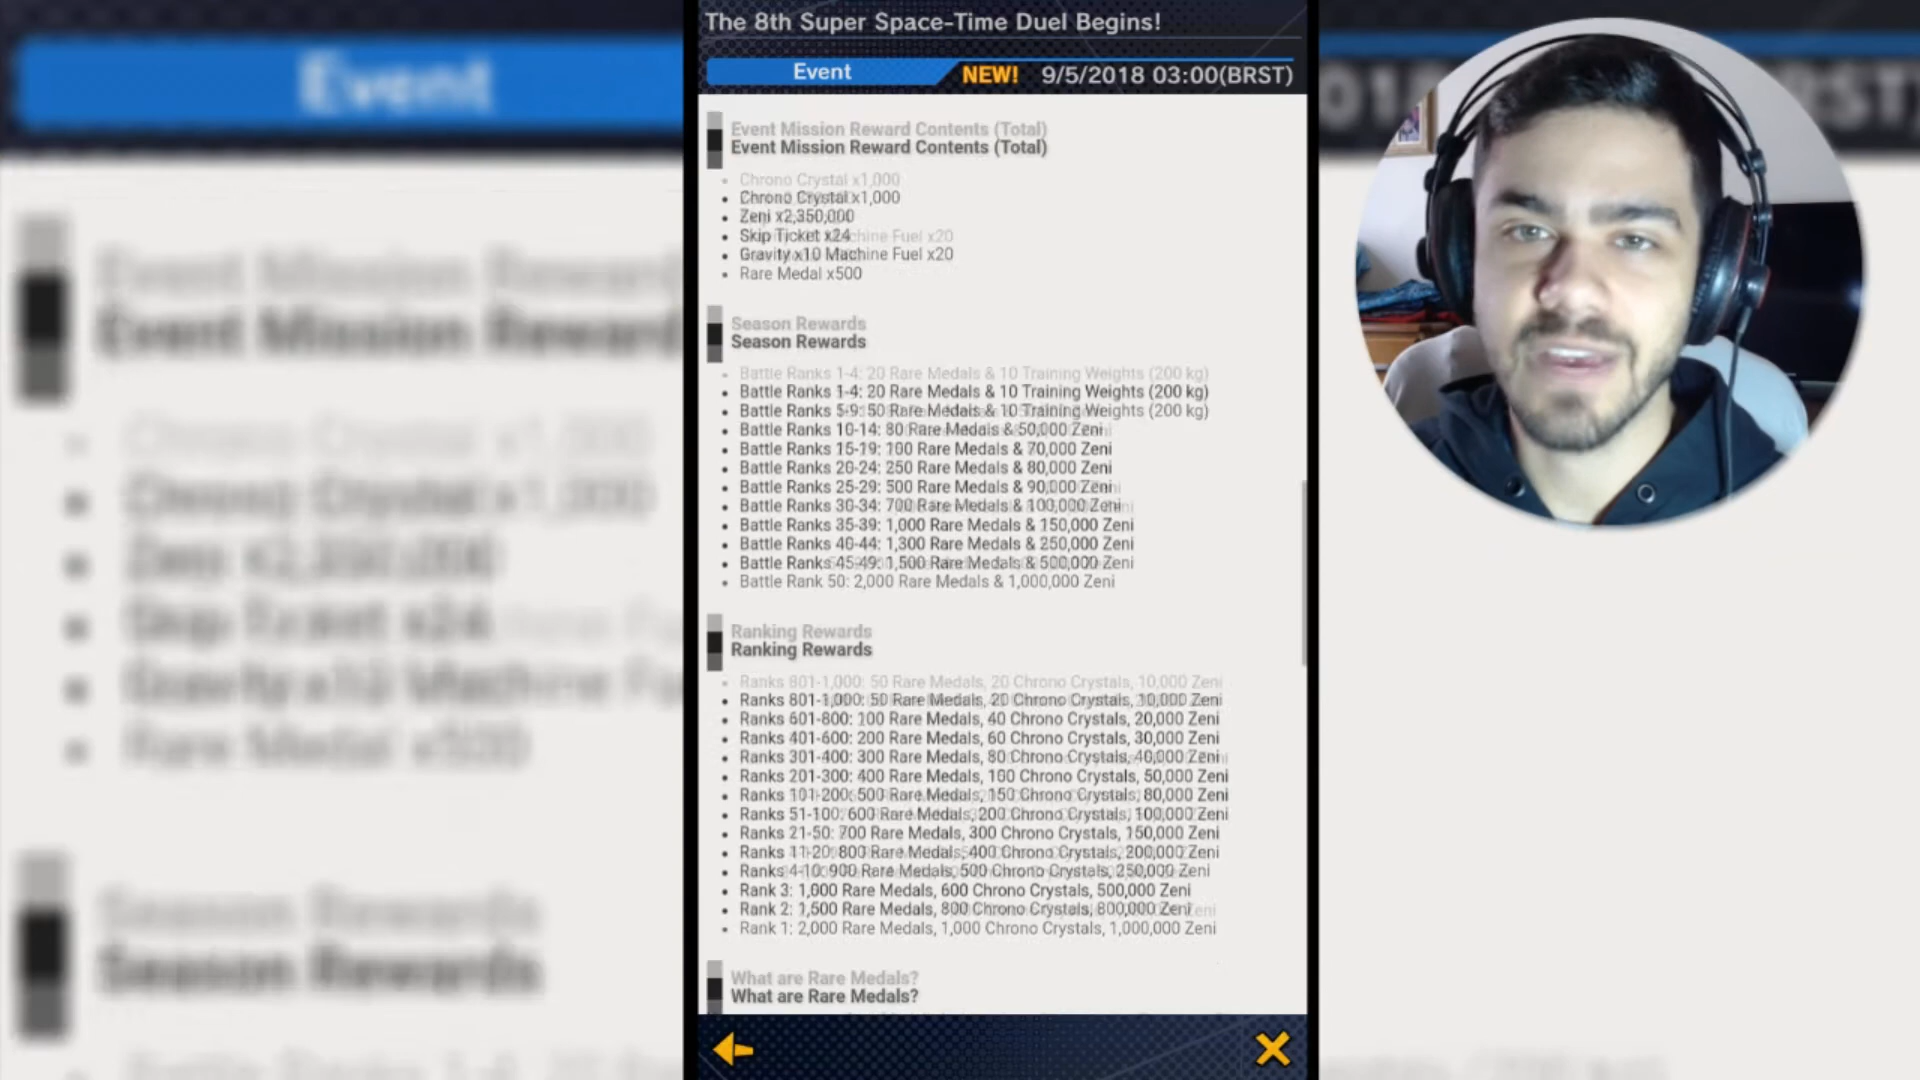 The 8th Super Space-Time Duel Begins!
Event NEW! 9/5/2018 03:00(BRST)
Event Mission Reward Contents (Total)
Chrono Crystal x1,000
Zeni x2,350,000
Skip Ticket x24
Gravity x10 Machine Fuel x20
Rare Medal x500
Season Rewards
Battle Ranks 1-4: 20 Rare Medals & 10 Training Weights (200 kg)
Battle Ranks 5-9: 50 Rare Medals & 10 Training Weights (200 kg)
Battle Ranks 10-14: 80 Rare Medals & 50,000 Zeni
Battle Ranks 15-19: 100 Rare Medals & 70,000 Zeni
Battle Ranks 20-24: 250 Rare Medals & 80,000 Zeni
Battle Ranks 25-29: 500 Rare Medals & 90,000 Zeni
Battle Ranks 30-34: 700 Rare Medals & 100,000 Zeni
Battle Ranks 35-39: 1,000 Rare Medals & 150,000 Zeni
Battle Ranks 40-44: 1,300 Rare Medals & 250,000 Zeni
Battle Ranks 45-49: 1,500 Rare Medals & 500,000 Zeni
Battle Rank 50: 2,000 Rare Medals & 1,000,000 Zeni
Ranking Rewards
Ranks 801-1,000: 50 Rare Medals, 20 Chrono Crystals, 10,000 Zeni
Ranks 601-800: 100 Rare Medals, 40 Chrono Crystals, 20,000 Zeni
Ranks 401-600: 200 Rare Medals, 60 Chrono Crystals, 30,000 Zeni
Ranks 301-400: 300 Rare Medals, 80 Chrono Crystals, 40,000 Zeni
Ranks 201-300: 400 Rare Medals, 100 Chrono Crystals, 50,000 Zeni
Ranks 101-200: 500 Rare Medals, 150 Chrono Crystals, 80,000 Zeni
Ranks 51-100: 600 Rare Medals, 200 Chrono Crystals, 100,000 Zeni
Ranks 21-50: 700 Rare Medals, 300 Chrono Crystals, 150,000 Zeni
Ranks 11-20: 800 Rare Medals, 400 Chrono Crystals, 200,000 Zeni
Ranks 4-10: 900 Rare Medals, 500 Chrono Crystals, 250,000 Zeni
Rank 3: 1,000 Rare Medals, 600 Chrono Crystals, 500,000 Zeni
Rank 2: 1,500 Rare Medals, 800 Chrono Crystals, 800,000 Zeni
Rank 1: 2,000 Rare Medals, 1,000 Chrono Crystals, 1,000,000 Zeni
What are Rare Medals?